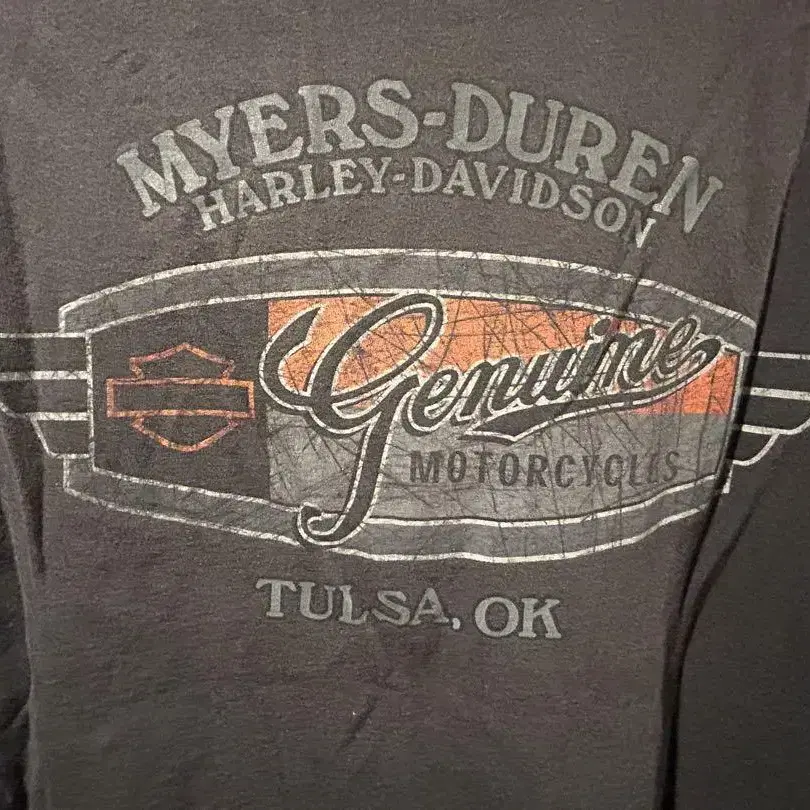 MYERS-DUREN
HARLEY-DAVIDSON
Genuine
MOTORCYCLES
TULSA, OK